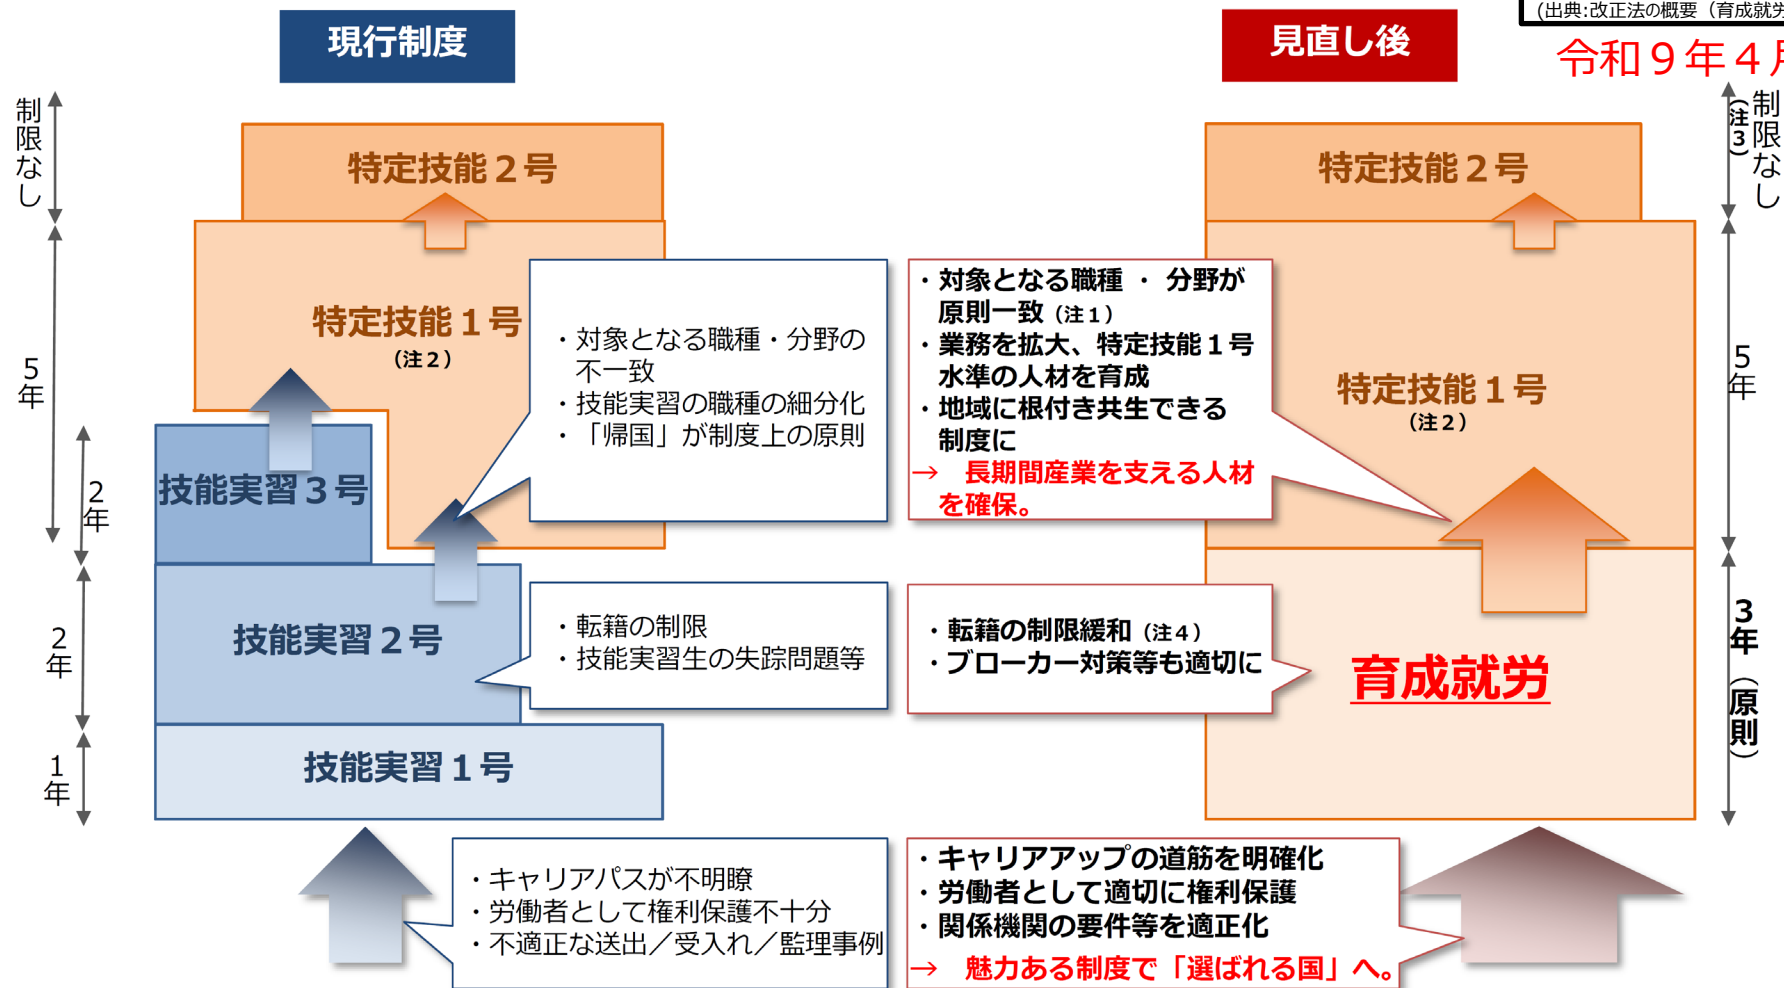 (出典:改正法の概要（育成就労
現行制度
見直し後
令和９年４月
制限なし
5年
2年
2年
1年
特定技能２号
特定技能１号
(注２)
技能実習３号
技能実習２号
技能実習１号
・対象となる職種・分野の
不一致
・技能実習の職種の細分化
・「帰国」が制度上の原則
・転籍の制限
・技能実習生の失踪問題等
・キャリアパスが不明瞭
・労働者として権利保護不十分
・不適正な送出／受入れ／監理事例
・対象となる職種 ・ 分野が
原則一致（注１）
・業務を拡大、特定技能１号
水準の人材を育成
・地域に根付き共生できる
制度に
→ 長期間産業を支える人材
を確保。
・転籍の制限緩和（注４）
・ブローカー対策等も適切に
・キャリアアップの道筋を明確化
・労働者として適切に権利保護
・関係機関の要件等を適正化
→ 魅力ある制度で「選ばれる国」へ。
特定技能２号
特定技能１号
(注２)
育成就労
制限なし
(注３)
5年
３年（原則）